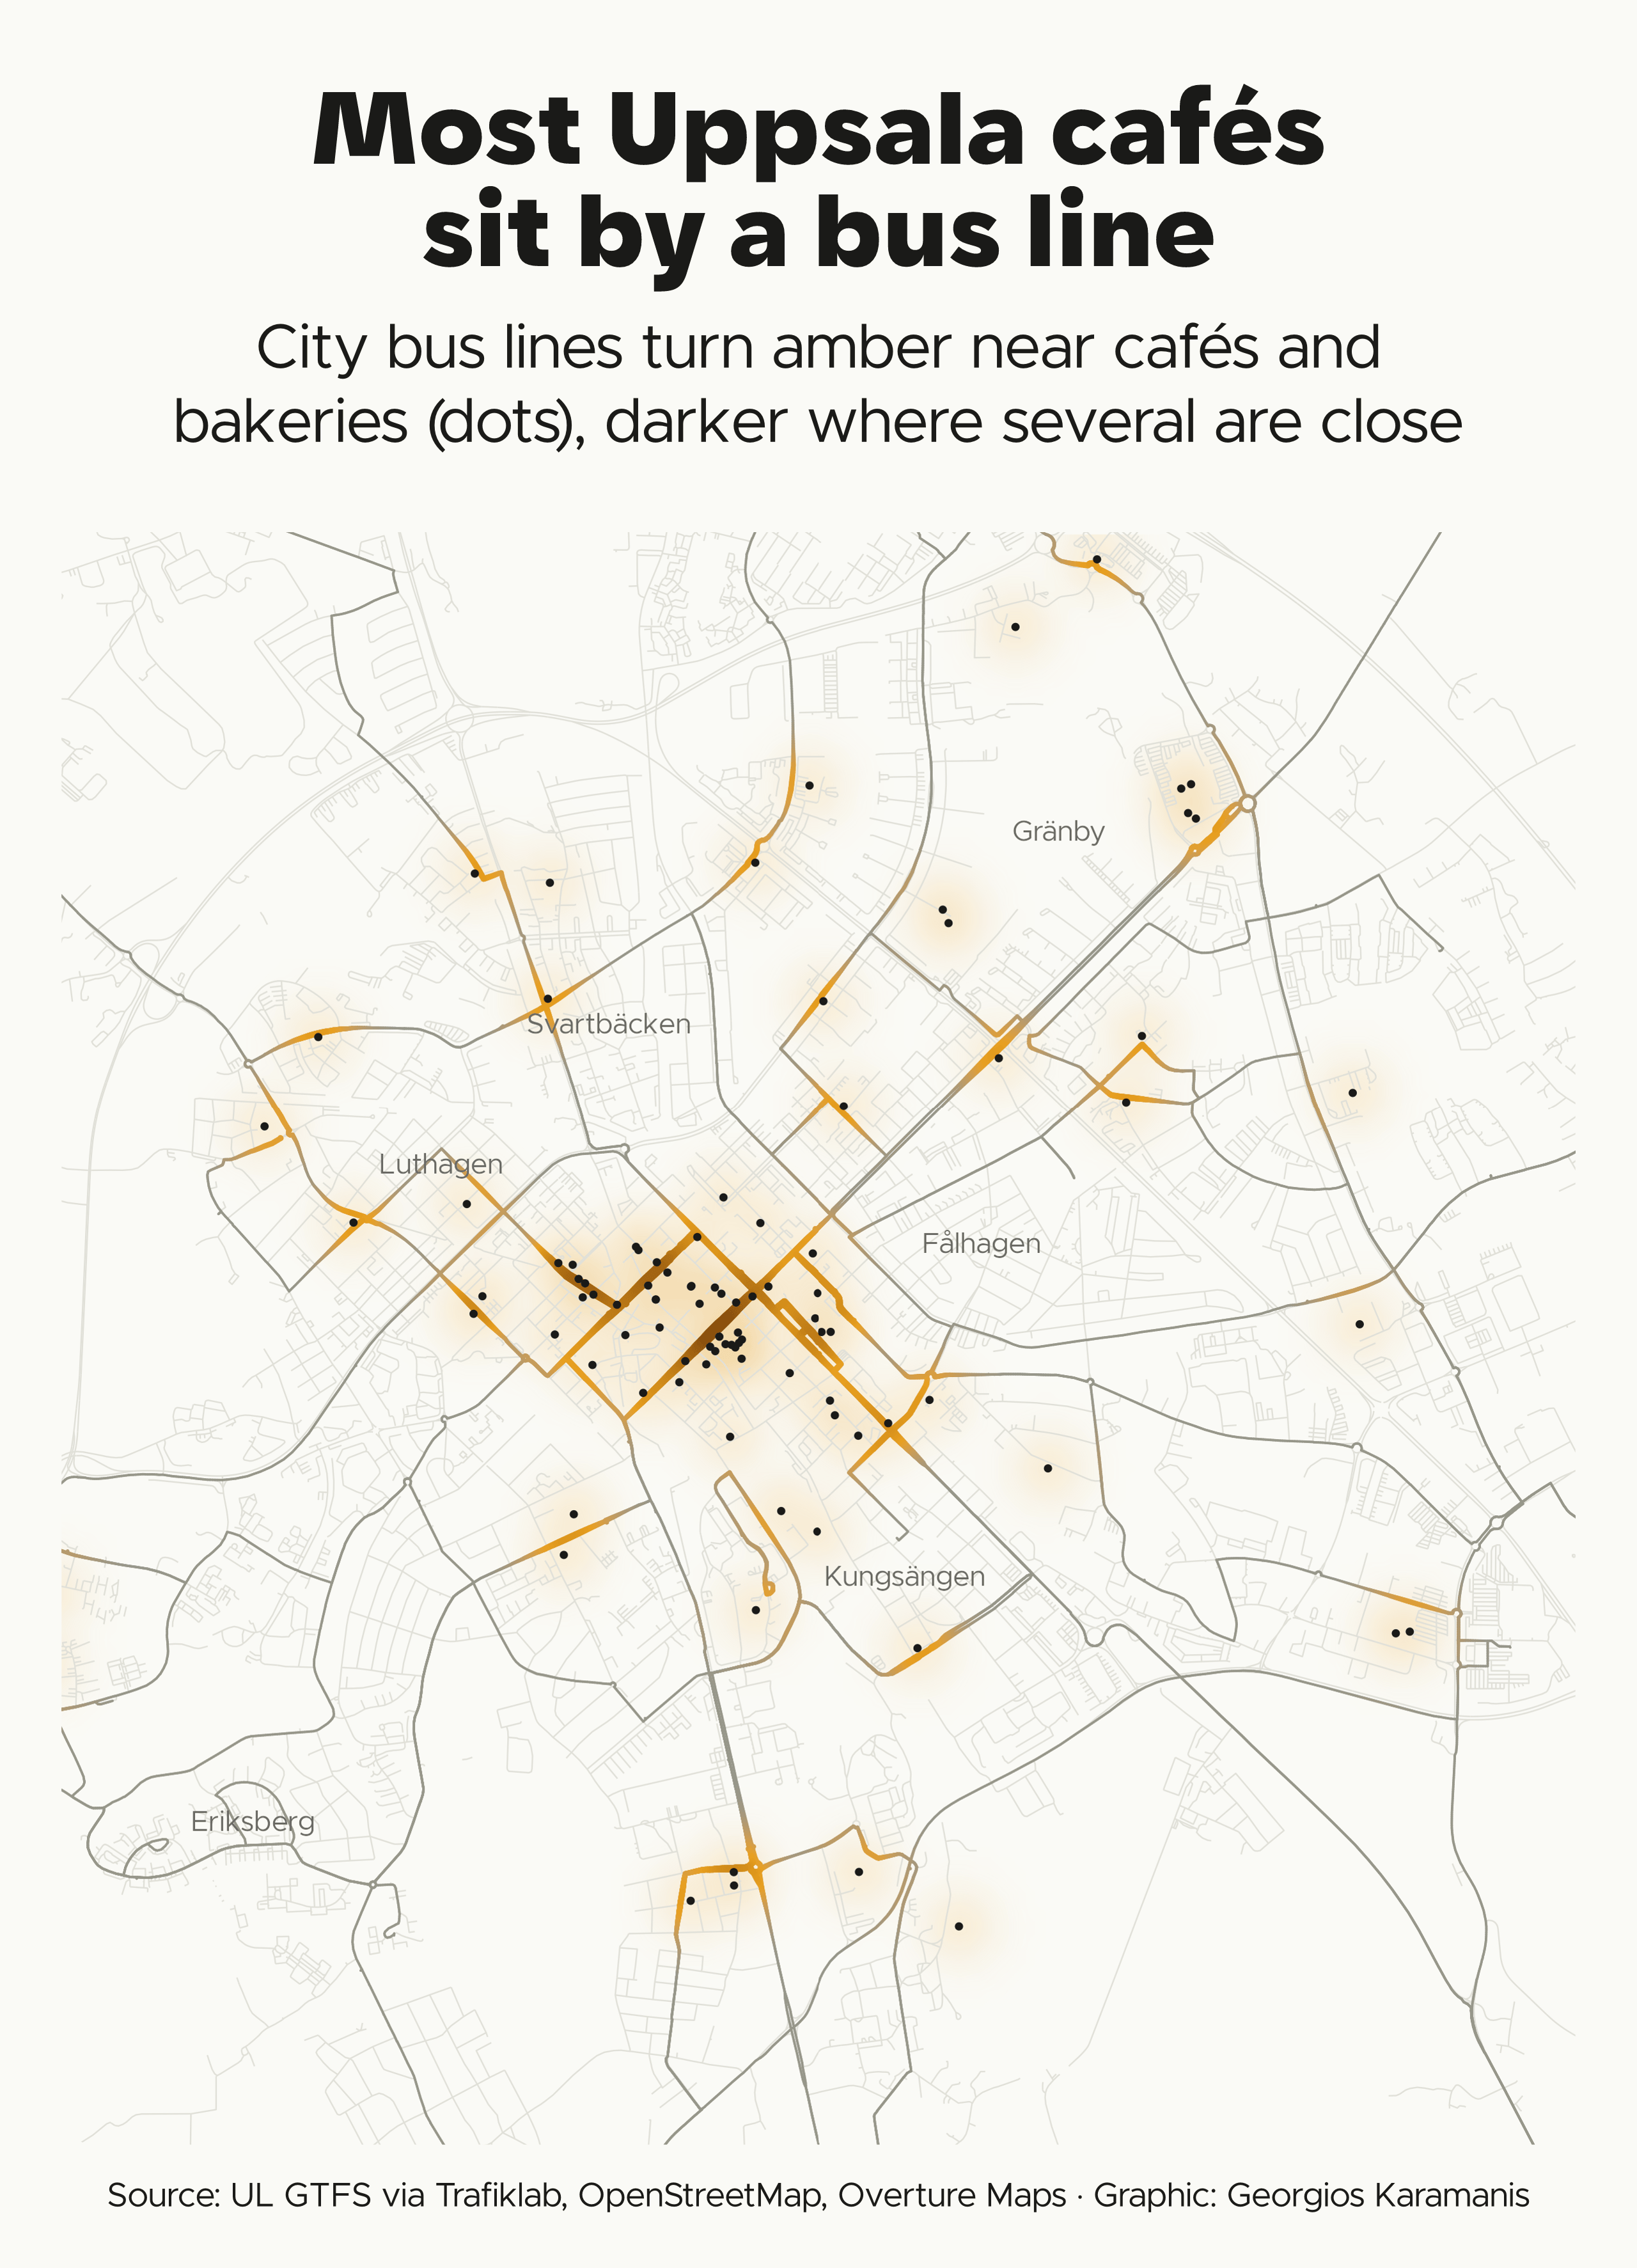 Most Uppsala cafés
sit by a bus line
City bus lines turn amber near cafés and
bakeries (dots), darker where several are close
Gränby
Svartbäcken
Luthagen
Fålhagen
Kungsängen
Eriksberg
Source: UL GTFS via Trafiklab, OpenStreetMap, Overture Maps · Graphic: Georgios Karamanis